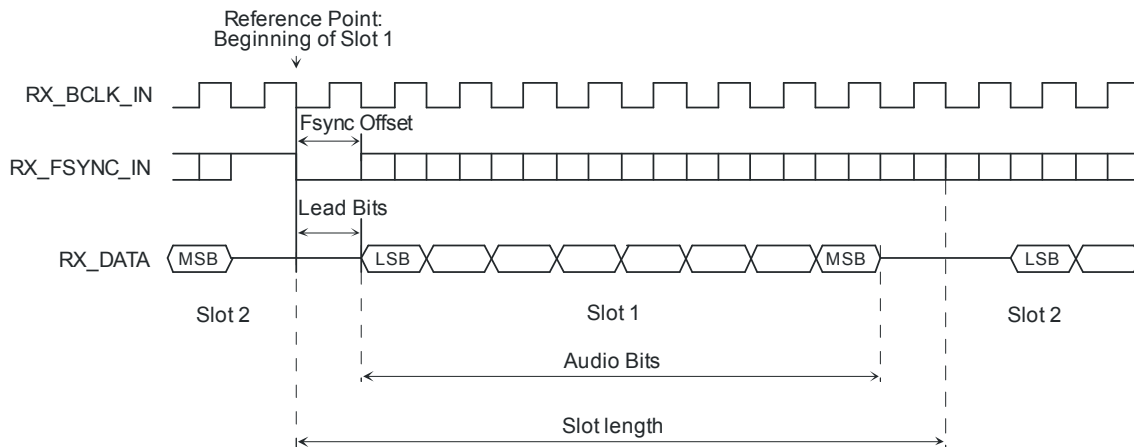 Reference Point:
Beginning of Slot 1
RX_BCLK_IN
Fsync Offset
RX_FSYNC_IN
Lead Bits
RX_DATA
MSB
LSB
MSB
LSB
Slot 2
Slot 1
Slot 2
Audio Bits
Slot length